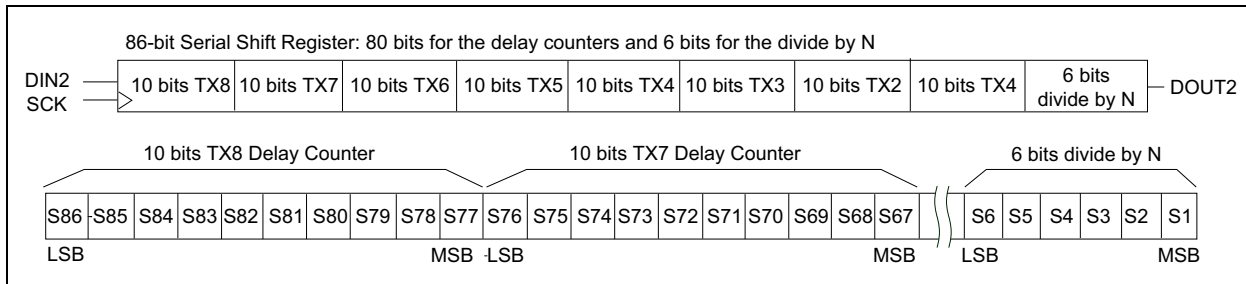 86-bit Serial Shift Register: 80 bits for the delay counters and 6 bits for the divide by N
DIN2
SCK
10 bits TX8 10 bits TX7 10 bits TX6 10 bits TX5 10 bits TX4 10 bits TX3 10 bits TX2 10 bits TX4 6 bits divide by N
DOUT2
10 bits TX8 Delay Counter 10 bits TX7 Delay Counter 6 bits divide by N
S86 S85 S84 S83 S82 S81 S80 S79 S78 S77 S76 S75 S74 S73 S72 S71 S70 S69 S68 S67 S6 S5 S4 S3 S2 S1
LSB MSB LSB MSB LSB MSB